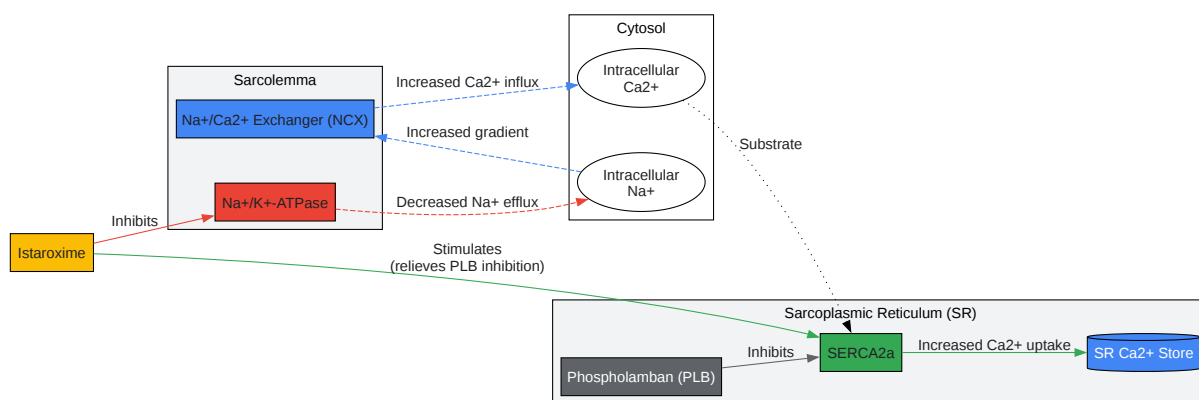 Cytosol
Intracellular
Ca2+
Sarcolemma
Increased Ca2+ influx
Na+/Ca2+ Exchanger (NCX)
Increased gradient
Substrate
Intracellular
Na+
Na+/K+-ATPase
Decreased Na+ efflux
Inhibits
Istaroxime
Stimulates
(relieves PLB inhibition)
Sarcoplasmic Reticulum (SR)
Inhibits
SERCA2a
Increased Ca2+ uptake
SR Ca2+ Store
Phospholamban (PLB)